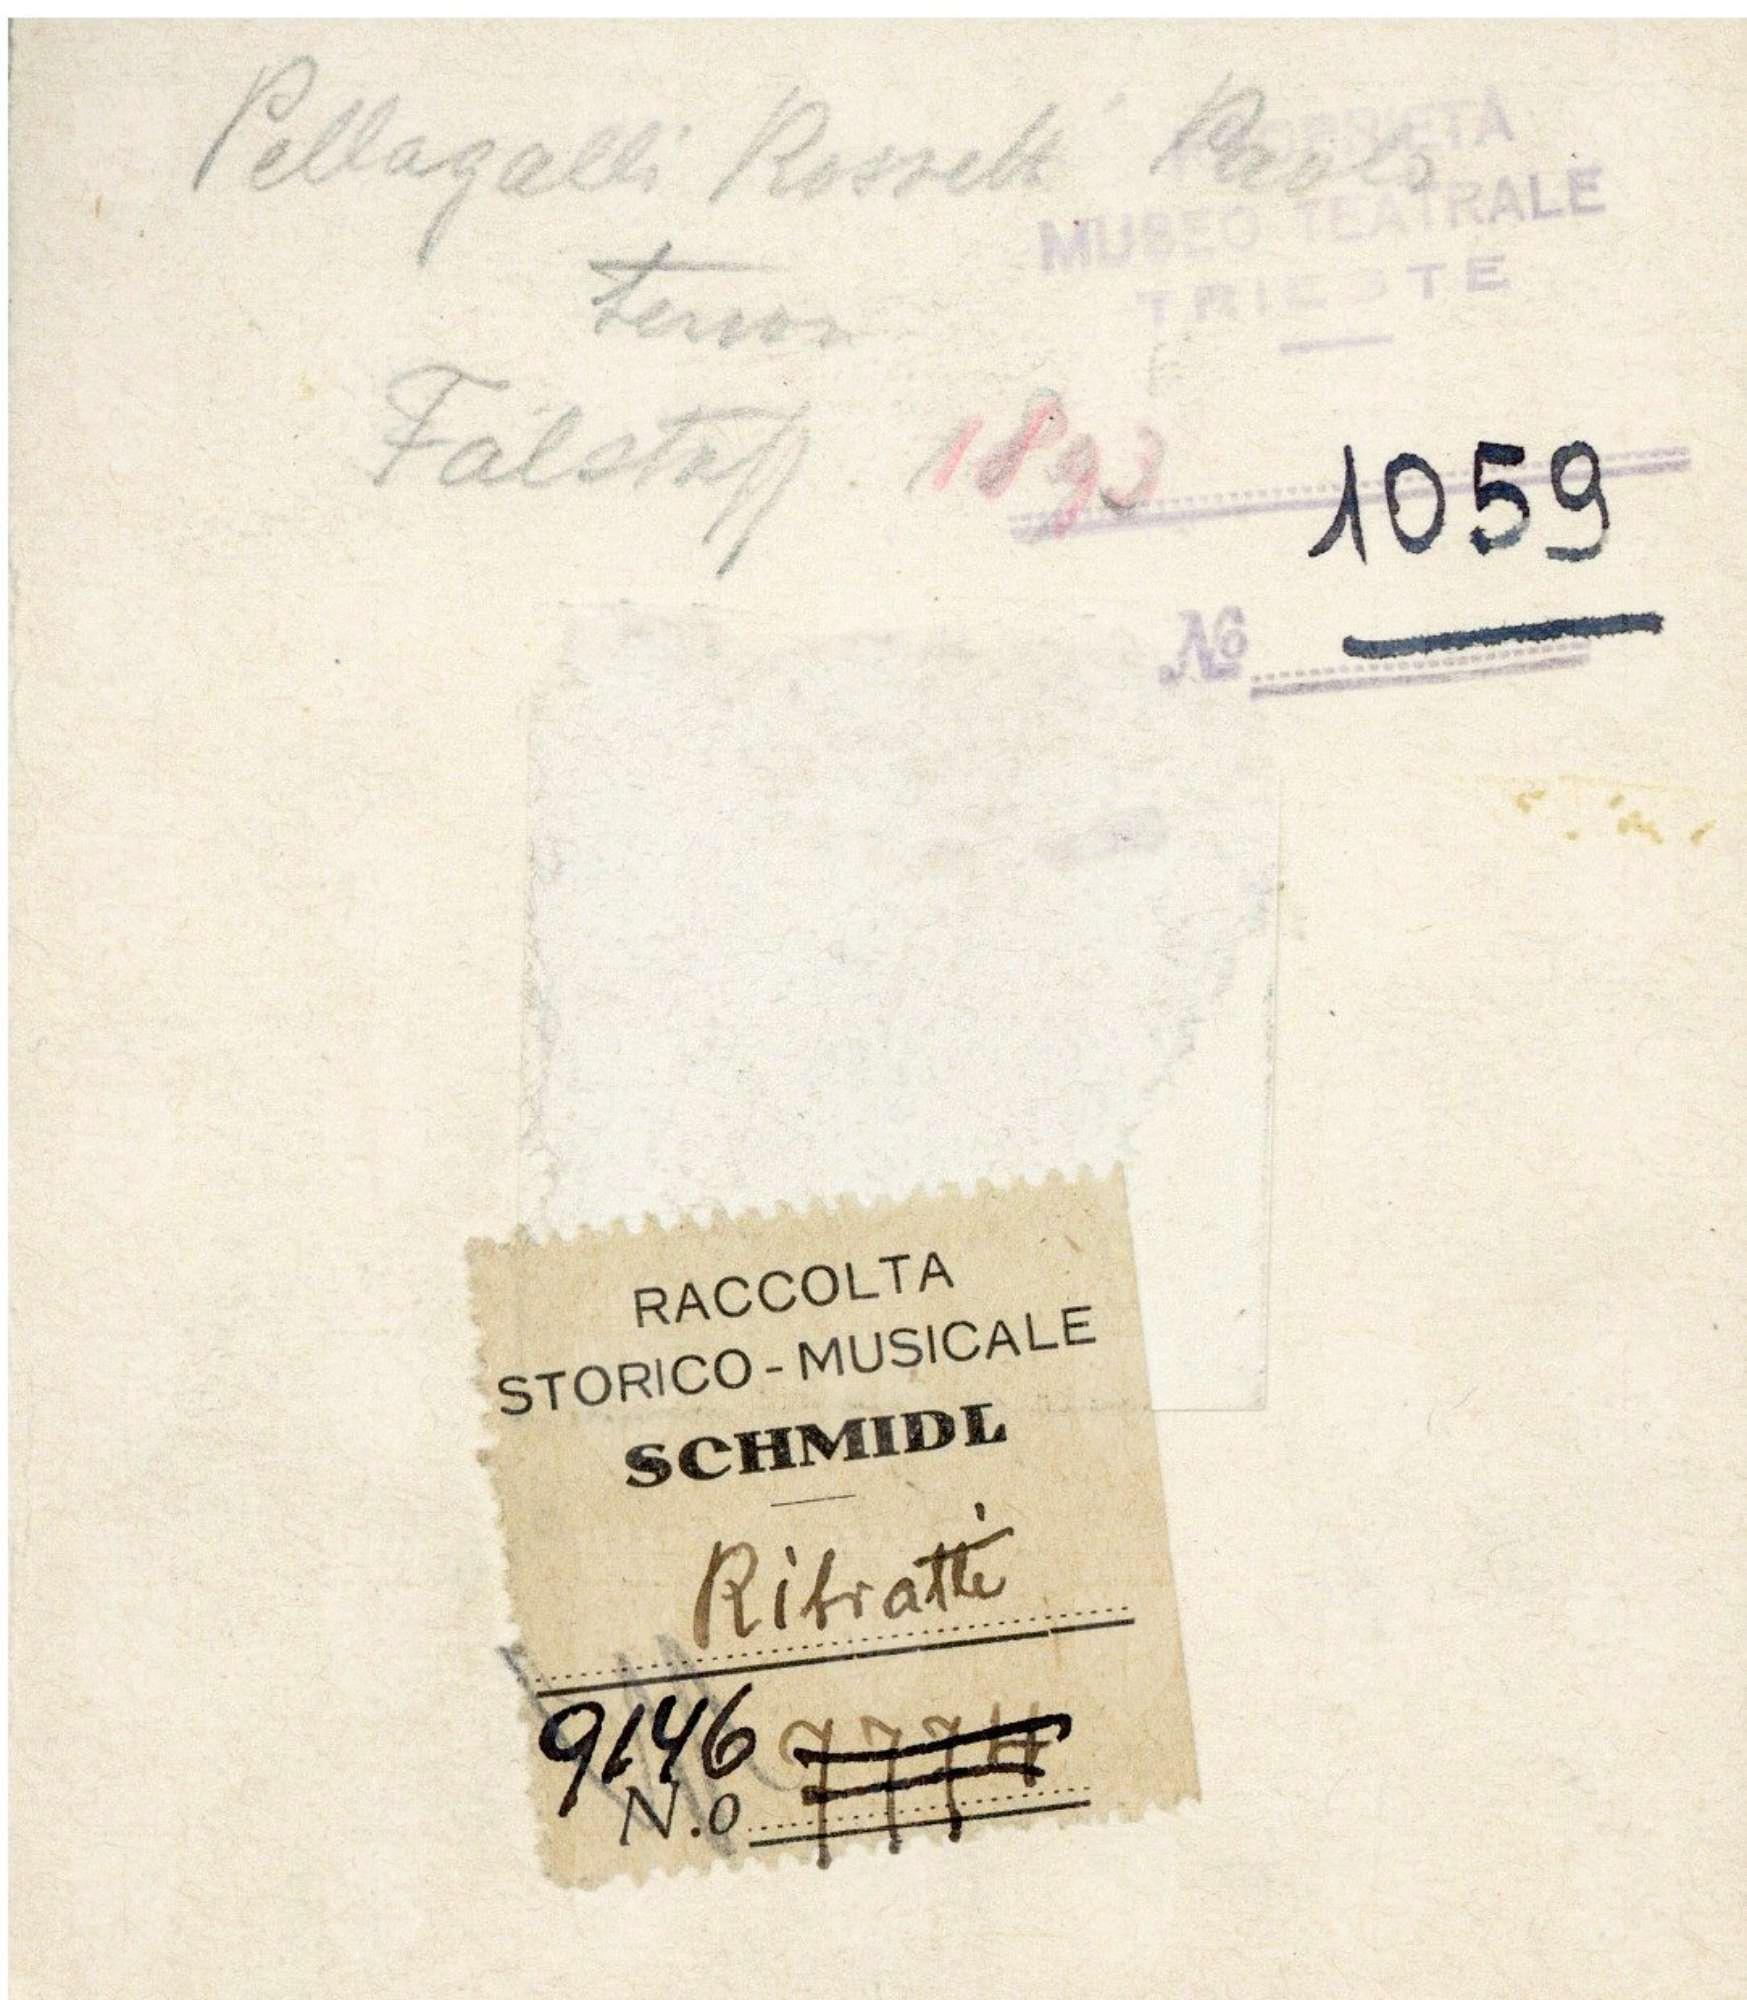 Pellagalli Rossetti Paolo
PROPRIETÀ
MUSEO TEATRALE
TRIESTE
tenor
Falstaff. 1893
1059
No
RACCOLTA
STORICO-MUSICALE
SCHMIDL
Ritratti
9146
N.o